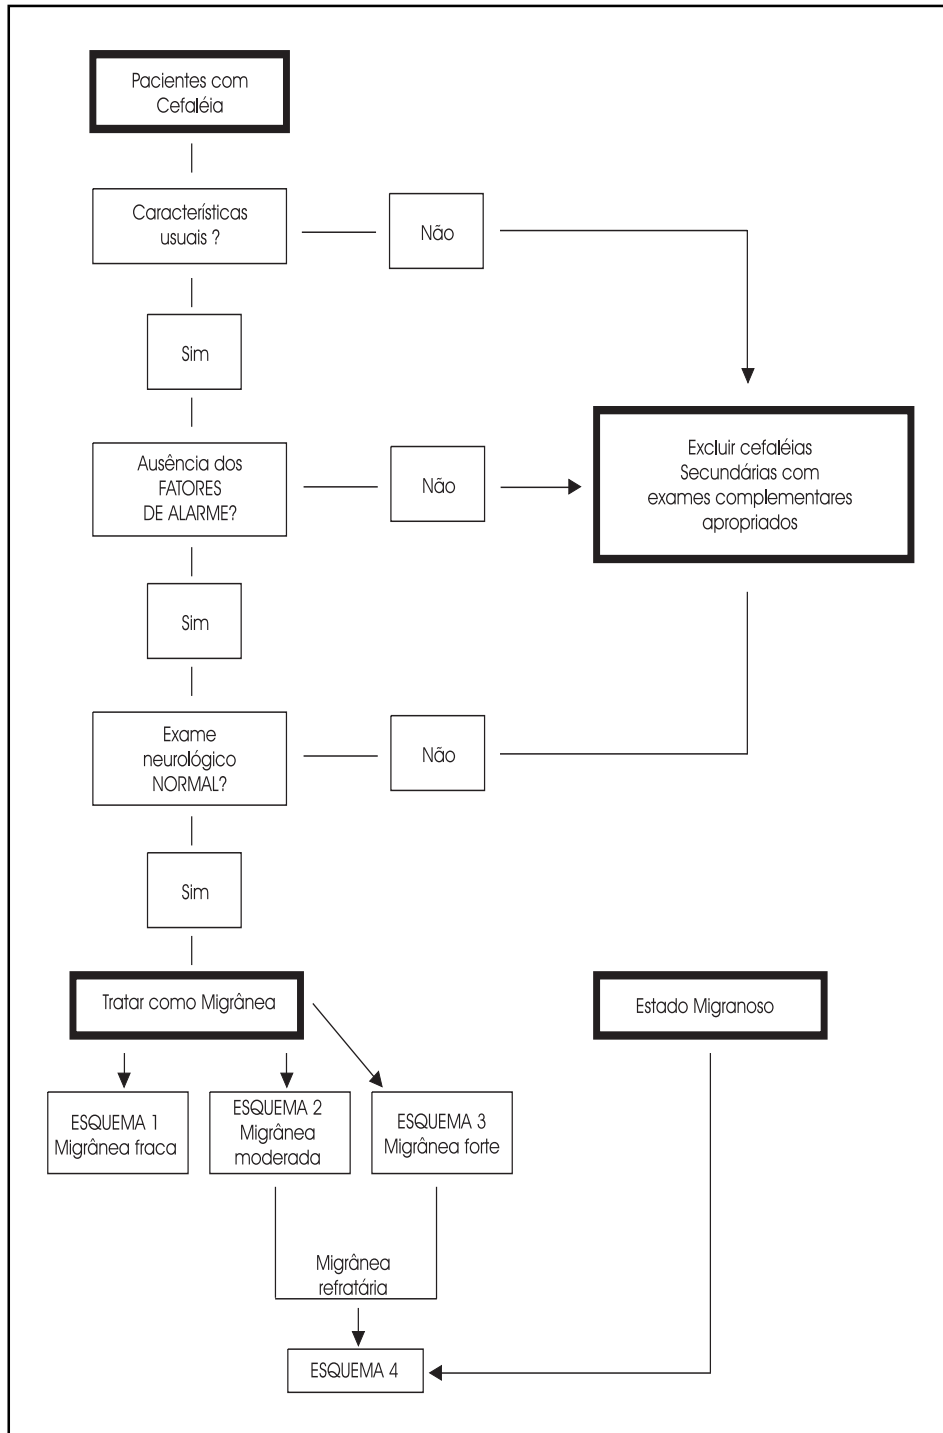 Pacientes com
Cefaléia
Características
usuais ?
Não
Sim
Ausência dos
FATORES
DE ALARME?
Não
Excluir cefaléias
Secundárias com
exames complementares
apropriados
Sim
Exame
neurológico
NORMAL?
Não
Sim
Tratar como Migrânea
Estado Migranoso
ESQUEMA 1
Migrânea fraca
ESQUEMA 2
Migrânea
moderada
ESQUEMA 3
Migrânea forte
Migrânea
refratária
ESQUEMA 4